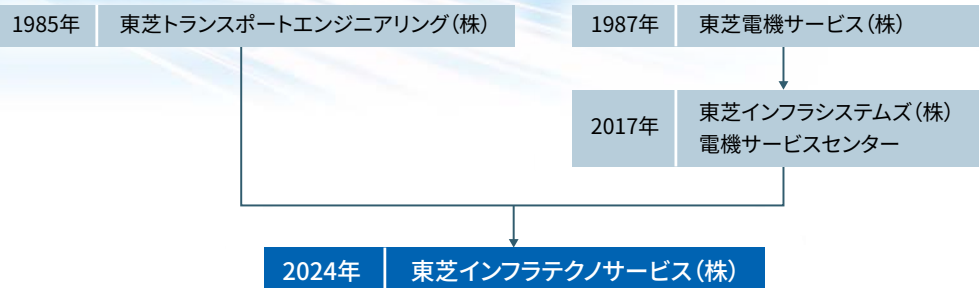 1985年 東芝トランスポートエンジニアリング(株)
1987年 東芝電機サービス(株)
2017年 東芝インフラシステムズ(株)
電機サービスセンター
2024年 東芝インフラテクノサービス(株)